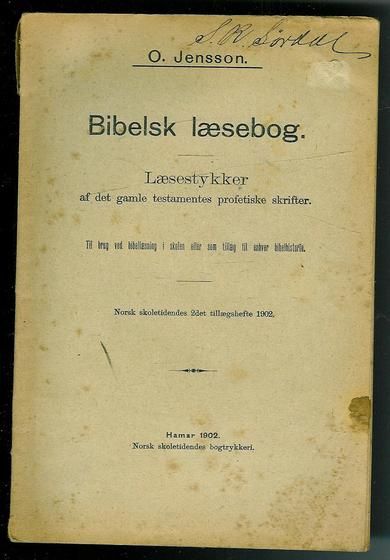 S. R. Sørdal
O. Jensson.
Bibelsk læsebog.
Læsestykker
af det gamle testamentes profetiske skrifter.
Til brug ved bibellæsning i skolen eller som tillæg til enhver bibelhistorie.
Norsk skoletidendes 2det tillægshefte 1902.
Hamar 1902.
Norsk skoletidendes bogtrykkeri.